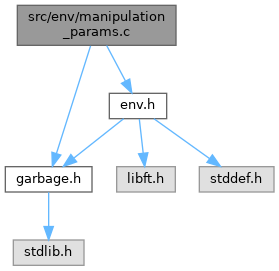 src/env/manipulation
_params.c
env.h
garbage.h
libft.h
stddef.h
stdlib.h